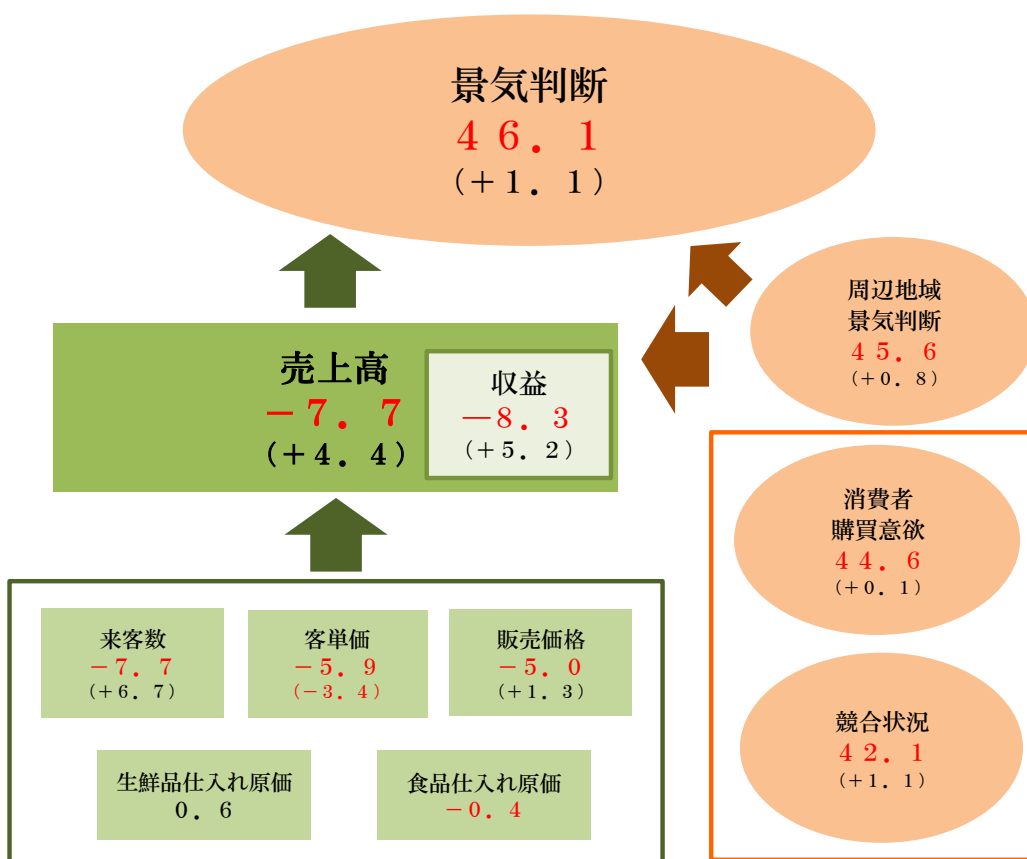 景気判断
４６．１
（＋１．１）
周辺地域
景気判断
４５．６
（＋０．８）
売上高
－７．７
（＋４．４）
収益
―８．３
（＋５．２）
消費者
購買意欲
４４．６
（＋０．１）
来客数
－７．７
（＋６．７）
客単価
－５．９
（－３．４）
販売価格
－５．０
（＋１．３）
競合状況
４２．１
（＋１．１）
生鮮品仕入れ原価
０．６
食品仕入れ原価
－０．４